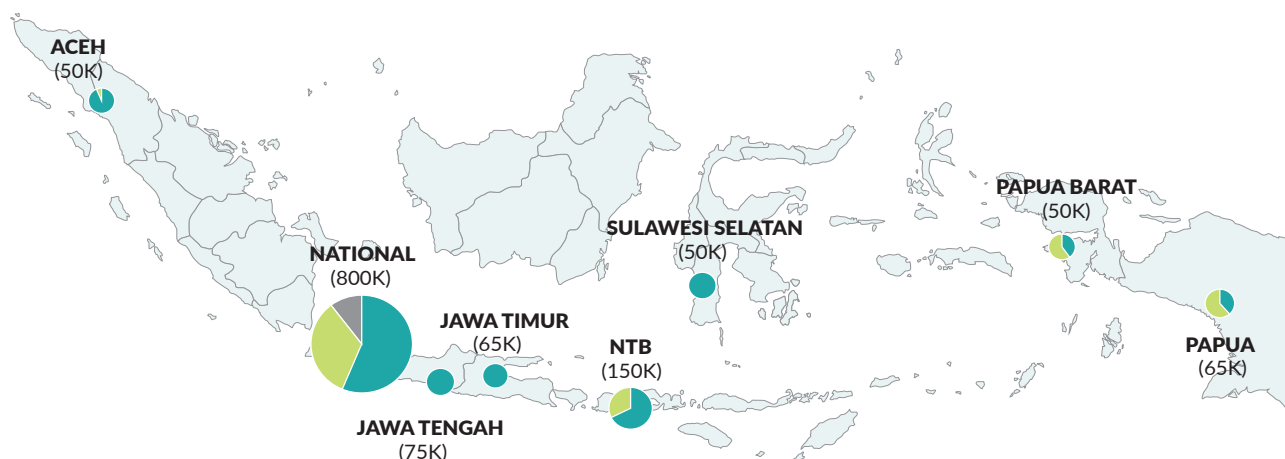 ACEH
(50K)
PAPUA BARAT
(50K)
SULAWESI SELATAN
(50K)
NATIONAL
(800K)
JAWA TIMUR
(65K)
NTB
(150K)
PAPUA
(65K)
JAWA TENGAH
(75K)